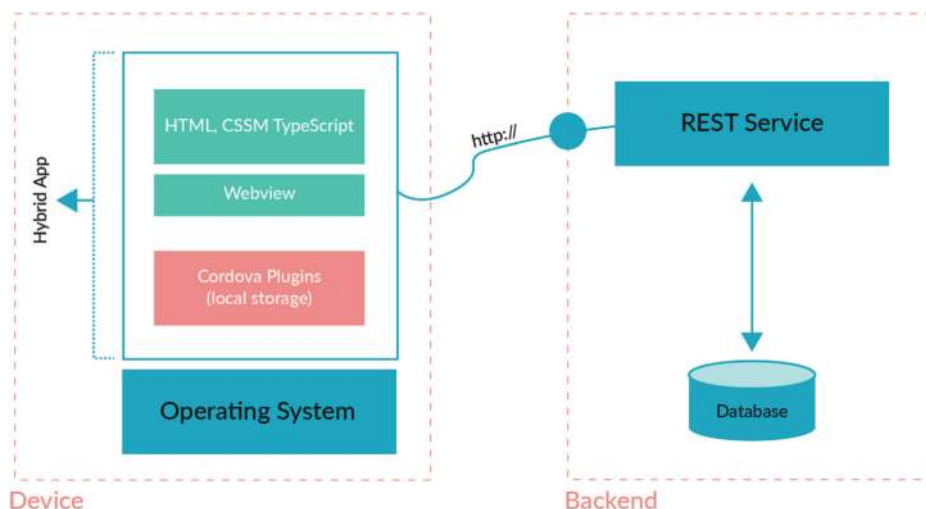 HTML, CSSM TypeScript
Webview
Cordova Plugins
(local storage)
Hybrid App
Operating System
Device
http://
REST Service
Database
Backend